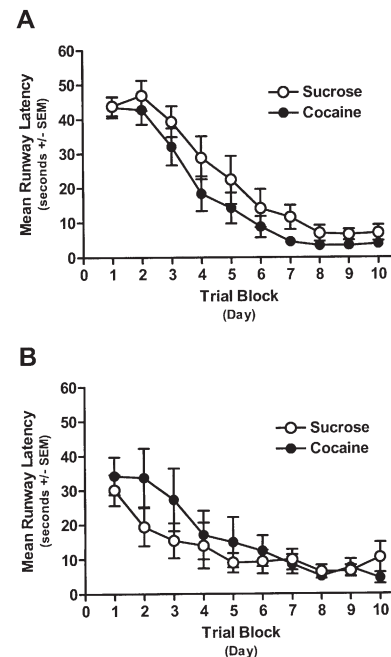 A
60
50
40
30
20
10
0
Mean Runway Latency
(seconds +/- SEM)
Sucrose
Cocaine
0 1 2 3 4 5 6 7 8 9 10
Trial Block
(Day)
B
60
50
40
30
20
10
0
Mean Runway Latency
(seconds +/- SEM)
Sucrose
Cocaine
0 1 2 3 4 5 6 7 8 9 10
Trial Block
(Day)